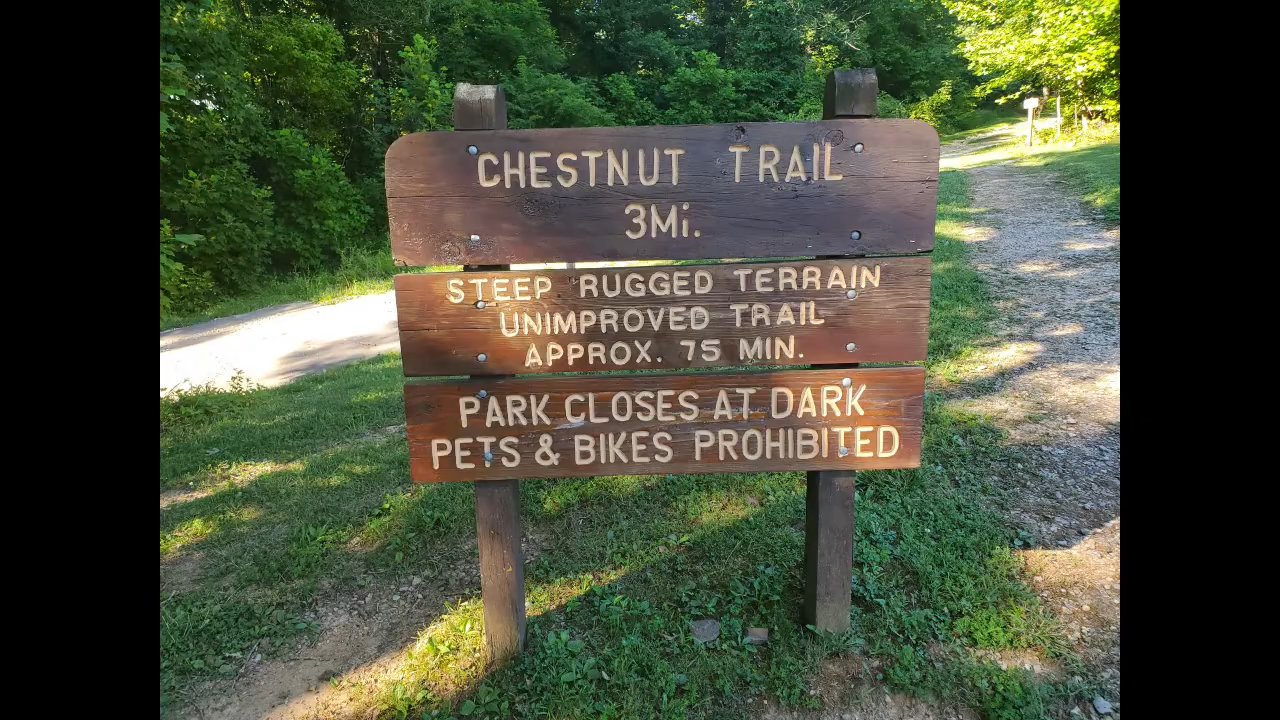 CHESTNUT TRAIL
3Mi.
STEEP RUGGED TERRAIN
UNIMPROVED TRAIL
APPROX. 75 MIN.
PARK CLOSES AT DARK
PETS & BIKES PROHIBITED